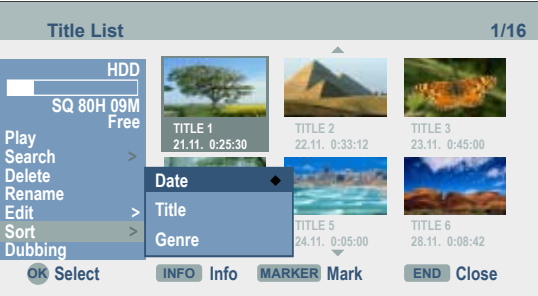 Title List 1/16
HDD
SQ 80H 09M
Free
Play
Search >
Delete
Rename
Edit >
Sort >
Dubbing
Date
Title
Genre
TITLE 1
21.11. 0:25:30
TITLE 2
22.11. 0:33:12
TITLE 3
23.11. 0:45:00
TITLE 5
24.11. 0:05:00
TITLE 6
28.11. 0:08:42
OK Select INFO Info MARKER Mark END Close